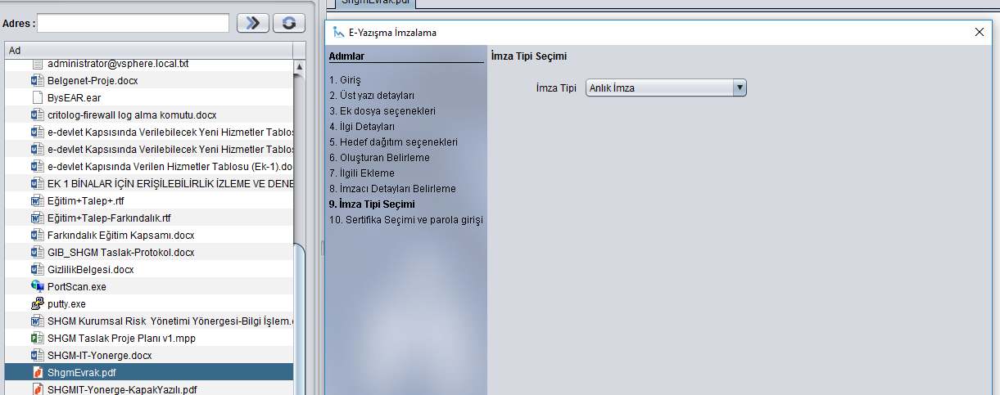 ShgmEvrak.pdf
Adres :
Ad
administrator@vsphere.local.txt
Belgenet-Proje.docx
BysEAR.ear
critolog-firewall log alma komutu.docx
e-devlet Kapsısında Verilebilecek Yeni Hizmetler Tablos
e-devlet Kapsısında Verilebilecek Yeni Hizmetler Tablos
e-devlet Kapısında Verilen Hizmetler Tablosu (Ek-1).do
EK 1 BİNALAR İÇİN ERİŞİLEBİLİRLİK İZLEME VE DENE
Eğitim+Talep+.rtf
Eğitim+Talep-Farkındalık.rtf
Farkındalık Eğitim Kapsamı.docx
GIB_SHGM Taslak-Protokol.docx
GizlilikBelgesi.docx
PortScan.exe
putty.exe
SHGM Kurumsal Risk Yönetimi Yönergesi-Bilgi İşlem.
SHGM Taslak Proje Planı v1.mpp
SHGM-IT-Yonerge.docx
ShgmEvrak.pdf
SHGMIT-Yonerge-KapakYazılı.pdf
E-Yazışma İmzalama
Adımlar
1. Giriş
2. Üst yazı detayları
3. Ek dosya seçenekleri
4. İlgi Detayları
5. Hedef dağıtım seçenekleri
6. Oluşturan Belirleme
7. İlgili Ekleme
8. İmzacı Detayları Belirleme
9. İmza Tipi Seçimi
10. Sertifika Seçimi ve parola girişi
İmza Tipi Seçimi
İmza Tipi
Anlık İmza